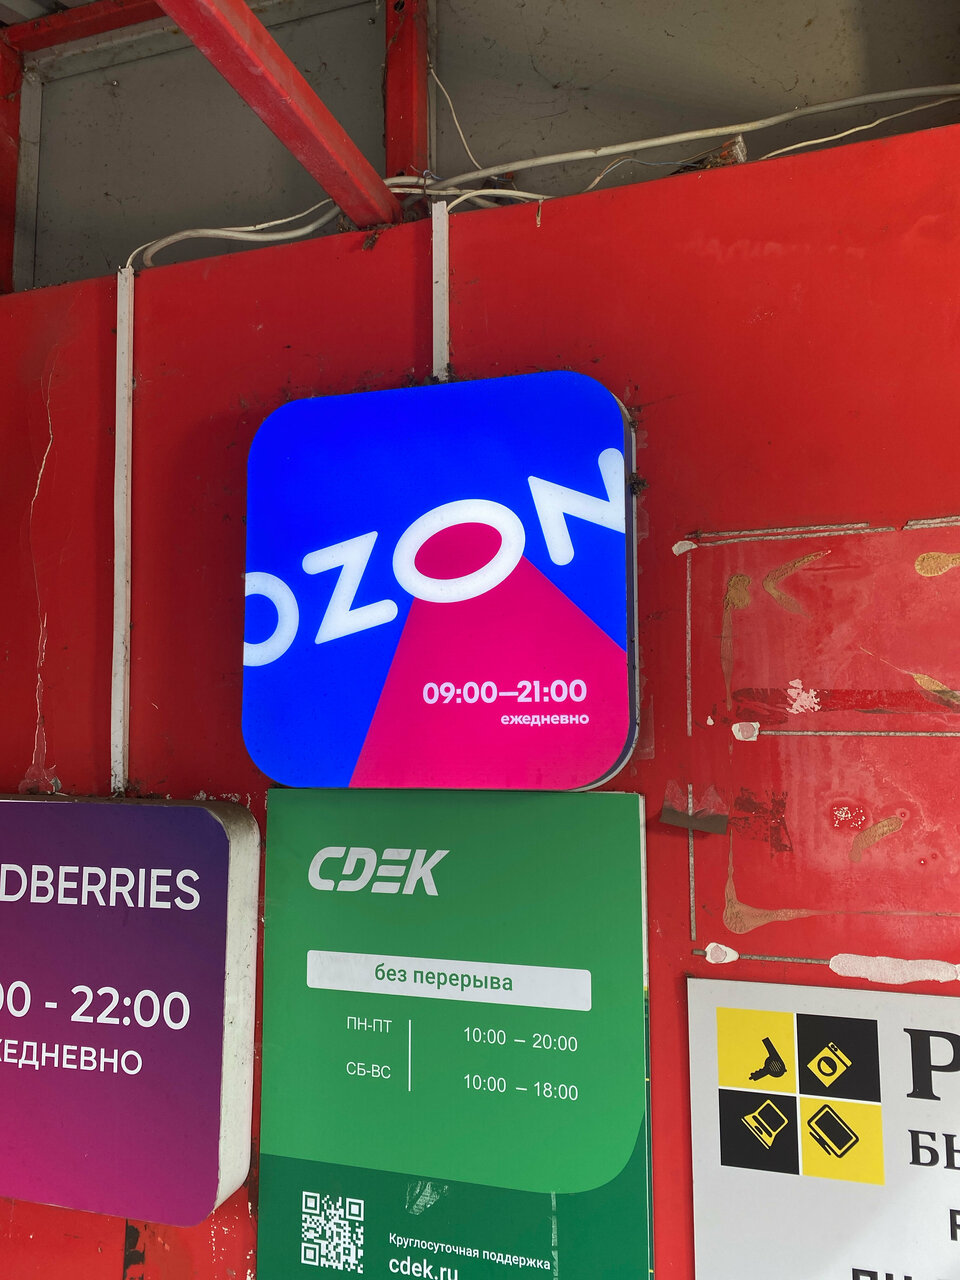 OZON
09:00—21:00
ежедневно
DBERRIES
00 - 22:00
ЖЕДНЕВНО
CDEK
без перерыва
ПН-ПТ 10:00 – 20:00
СБ-ВС 10:00 – 18:00
Круглосуточная поддержка
cdek.ru
Р
БЫ